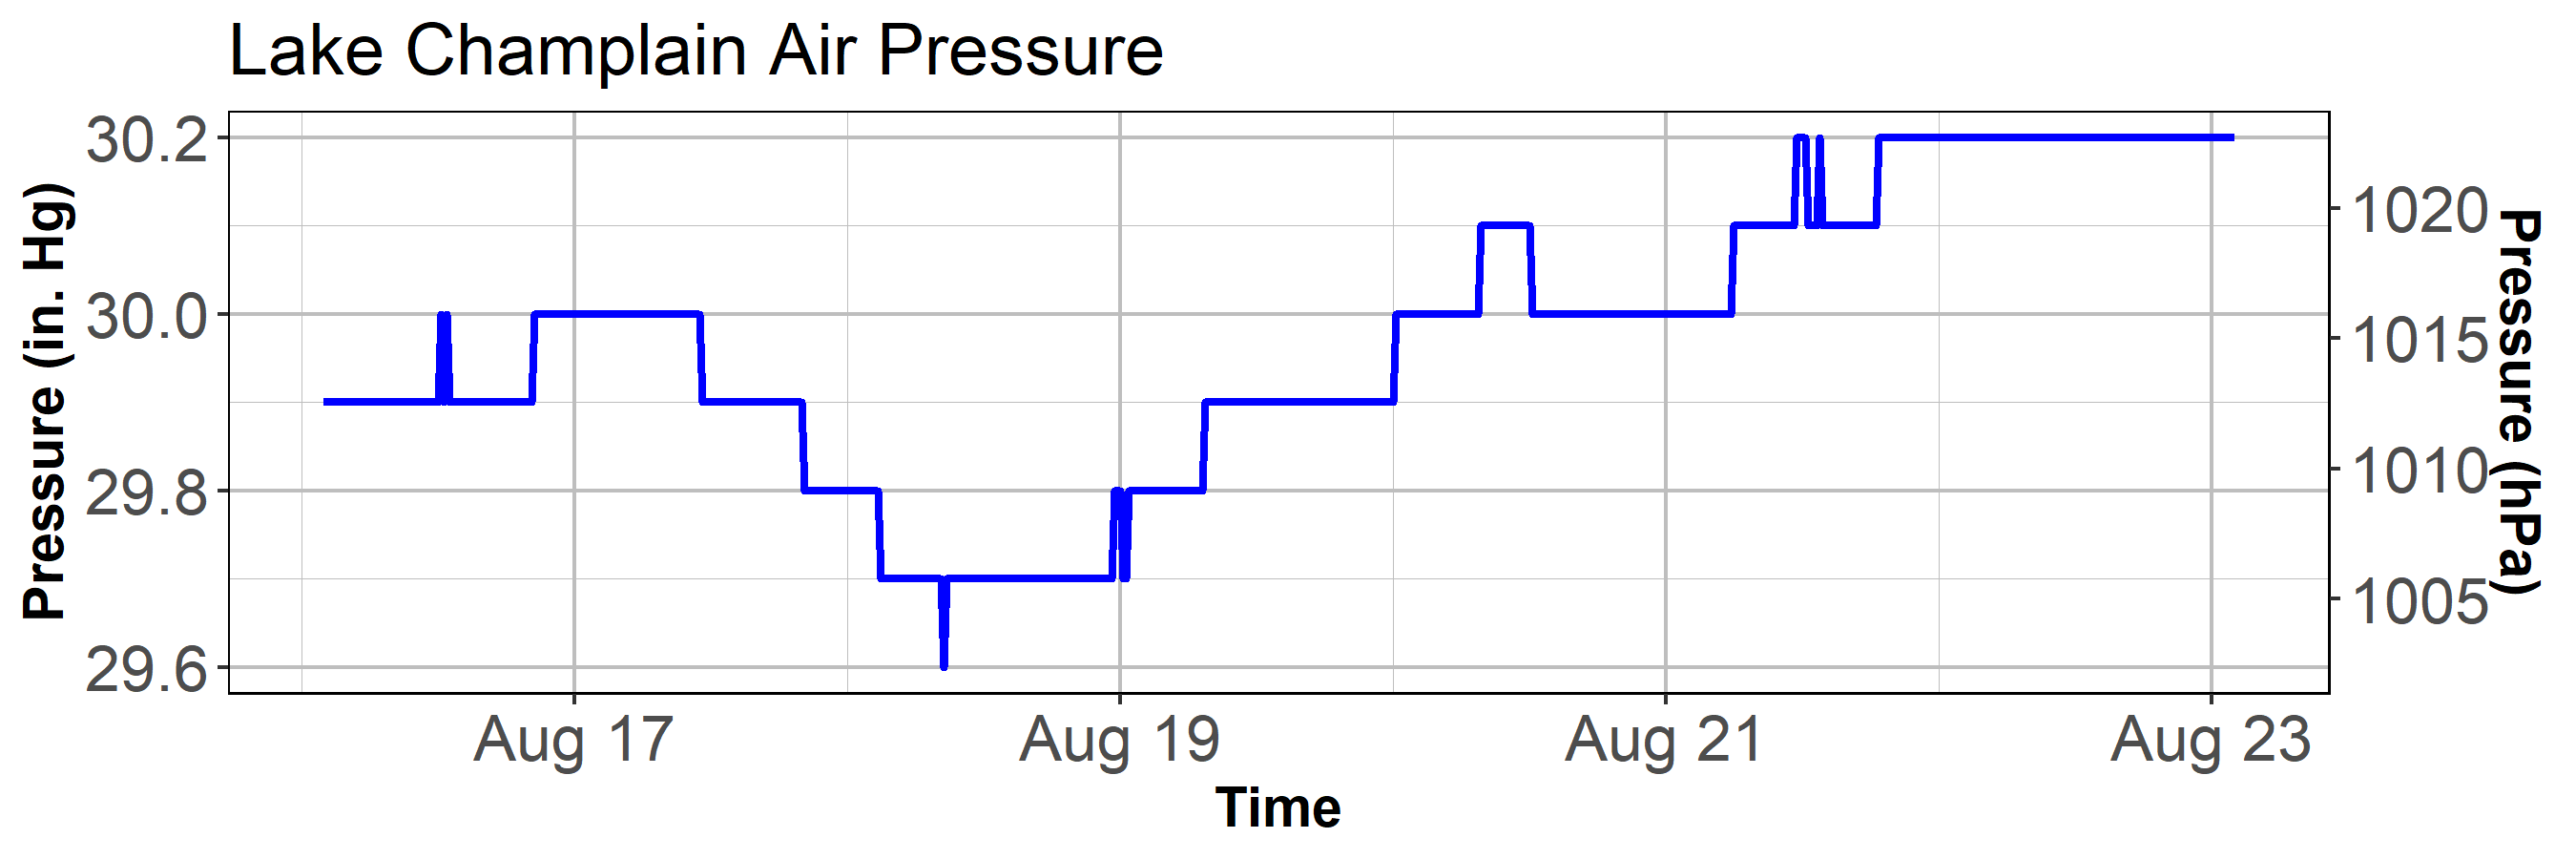 Lake Champlain Air Pressure
Pressure (in. Hg)
30.2
30.0
29.8
29.6
1020
1015
1010
1005
Pressure (hPa)
Aug 17
Aug 19
Aug 21
Aug 23
Time